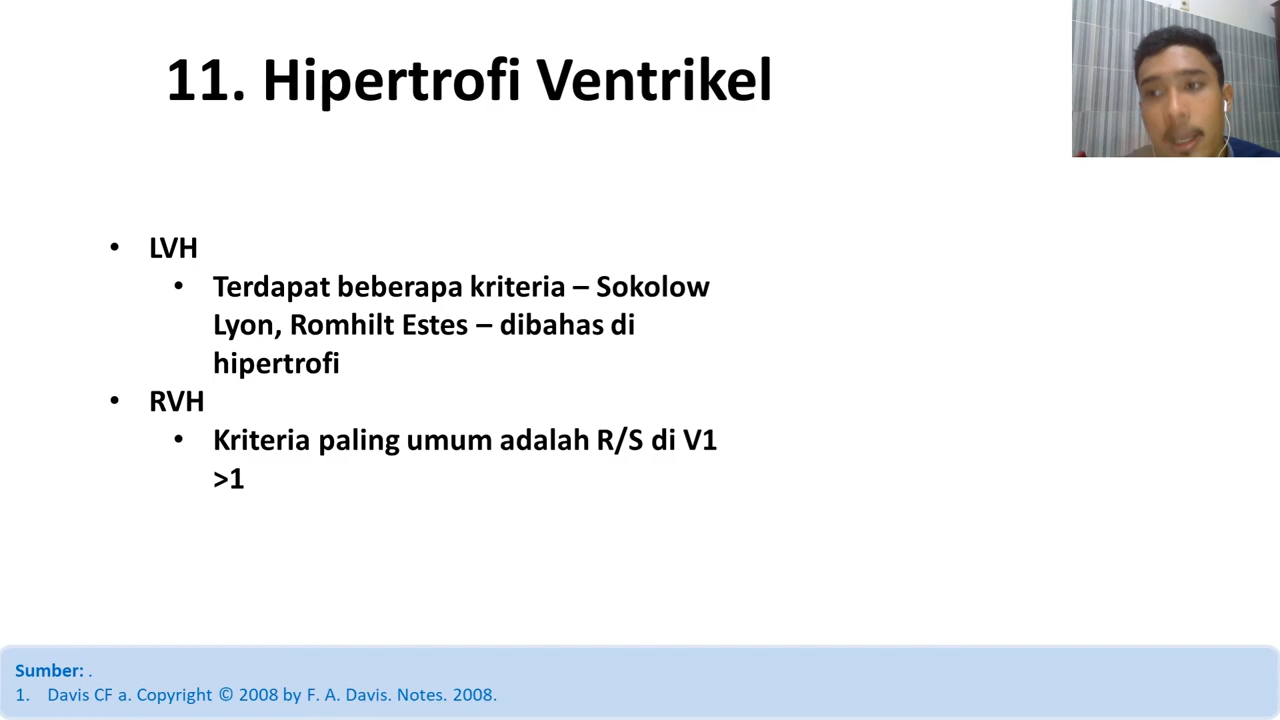 11. Hipertrofi Ventrikel
• LVH
• Terdapat beberapa kriteria – Sokolow
Lyon, Romhilt Estes – dibahas di
hipertrofi
• RVH
• Kriteria paling umum adalah R/S di V1
>1
Sumber: .
1. Davis CF a. Copyright © 2008 by F. A. Davis. Notes. 2008.